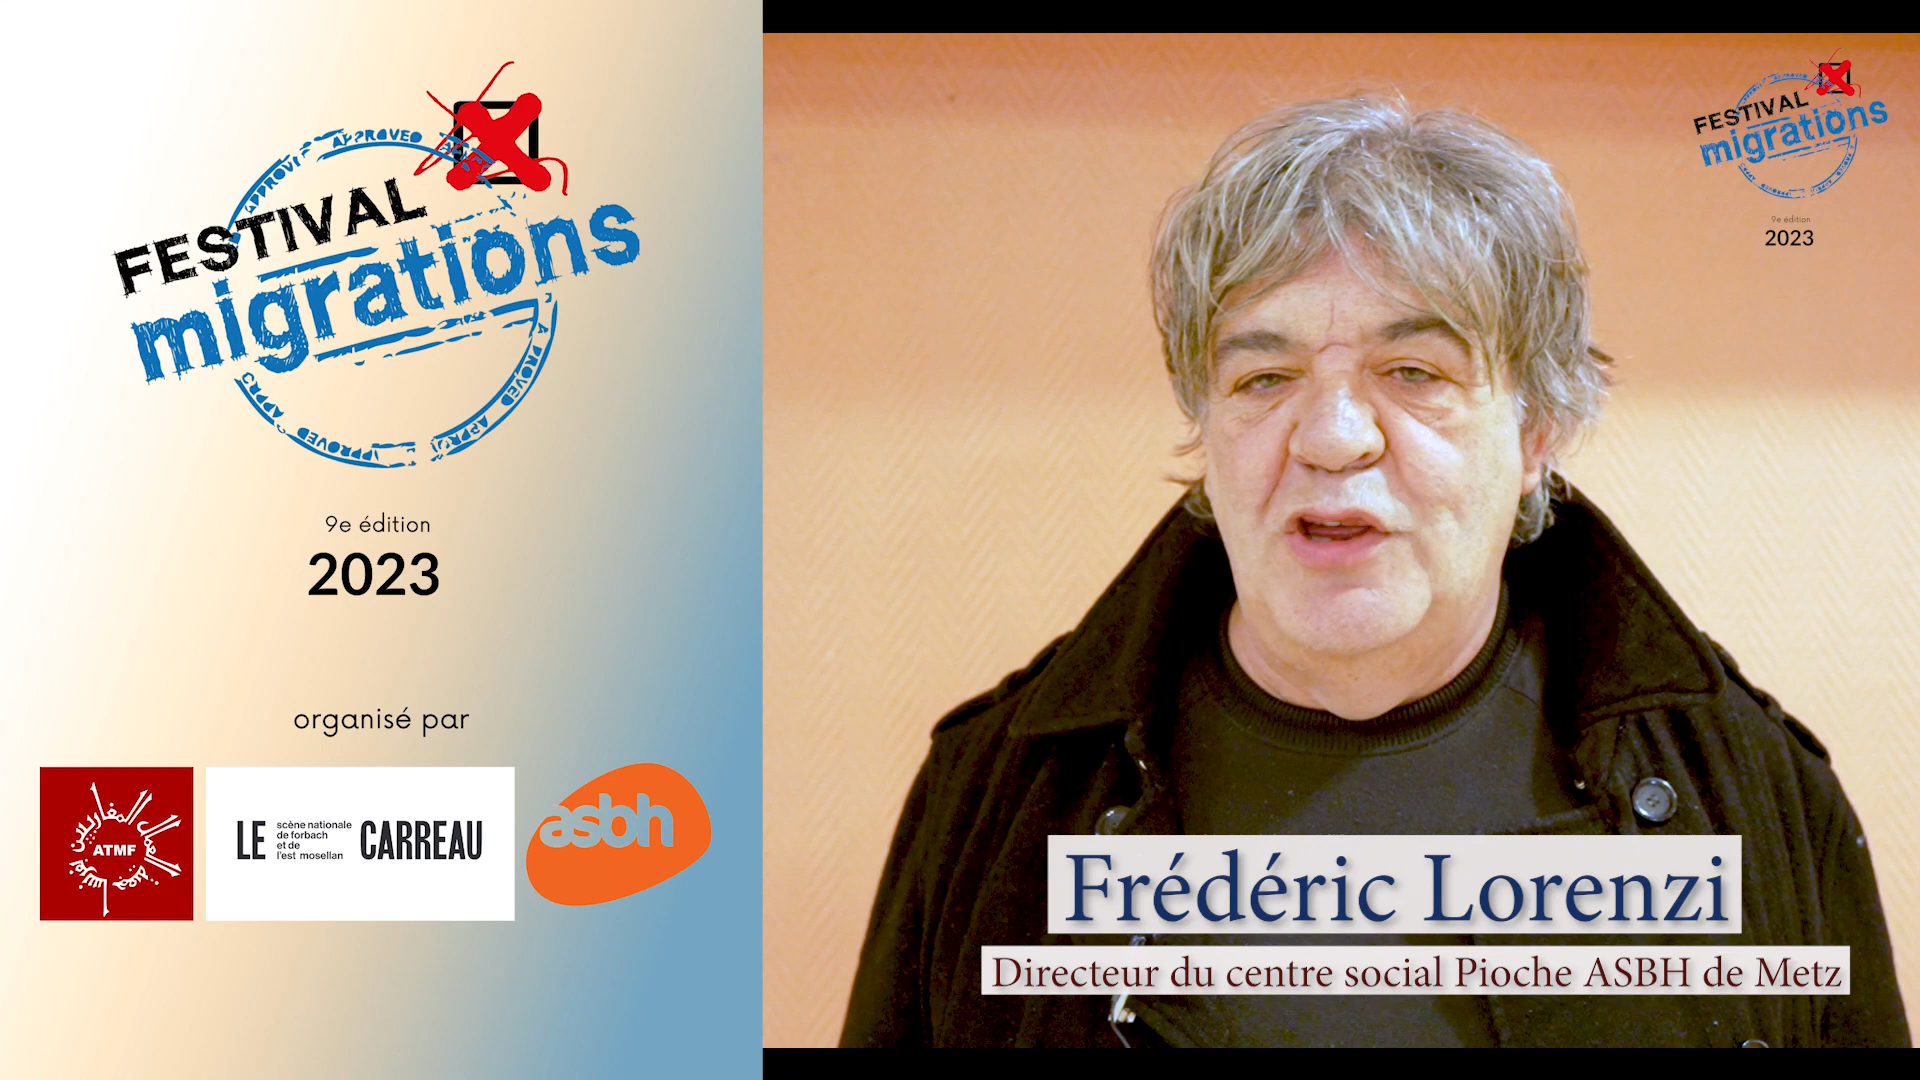 APPROVED
FESTIVAL
migrations
9e édition
2023
organisé par
ATMF
LE
scène nationale
de forbach
et de
l'est mosellan
CARREAU
asbh
FESTIVAL
migrations
9e édition
2023
Frédéric Lorenzi
Directeur du centre social Pioche ASBH de Metz